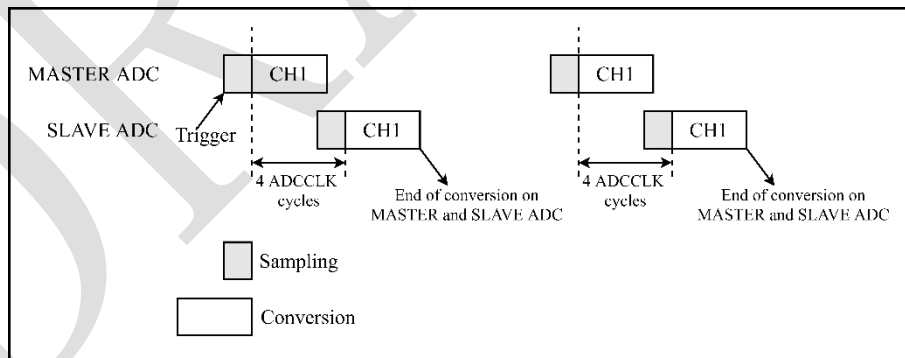 MASTER ADC
CH1
CH1
SLAVE ADC
Trigger
CH1
CH1
4 ADCCLK
cycles
End of conversion on
MASTER and SLAVE ADC
4 ADCCLK
cycles
End of conversion on
MASTER and SLAVE ADC
Sampling
Conversion